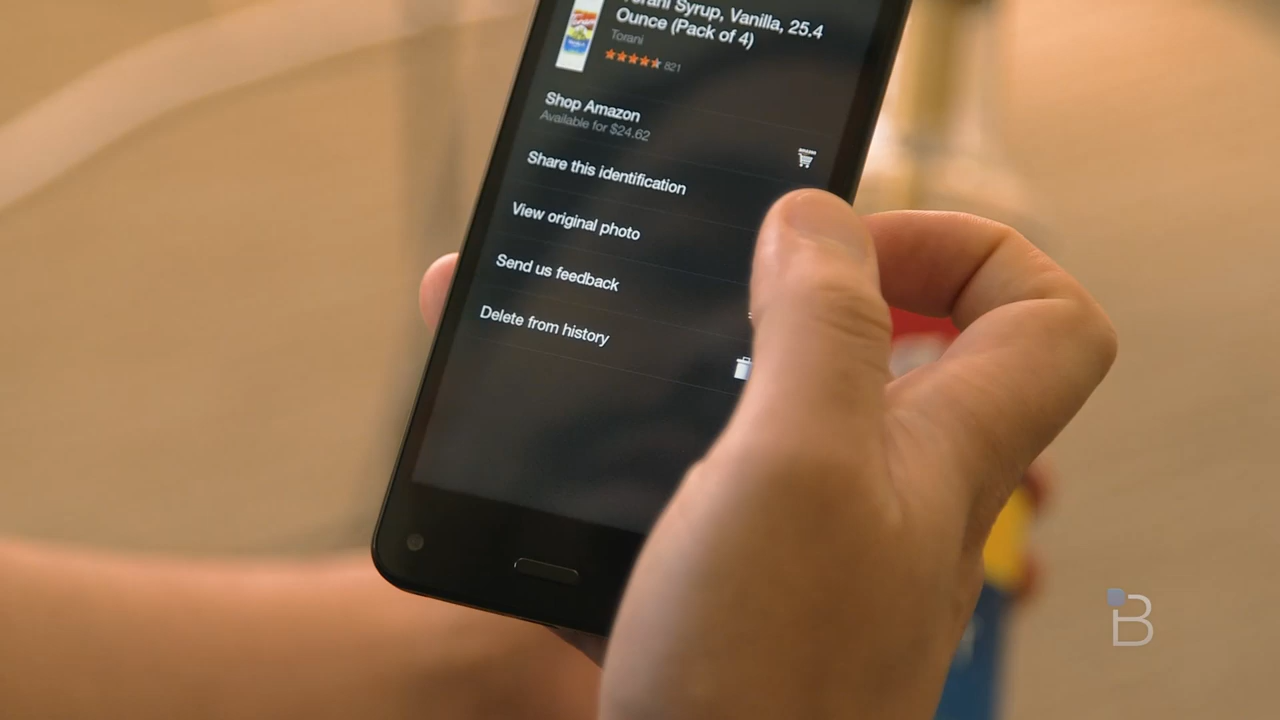 Torani Syrup, Vanilla, 25.4
Ounce (Pack of 4)
Torani
821
Shop Amazon
Available for $24.62
Share this identification
View original photo
Send us feedback
Delete from history
B